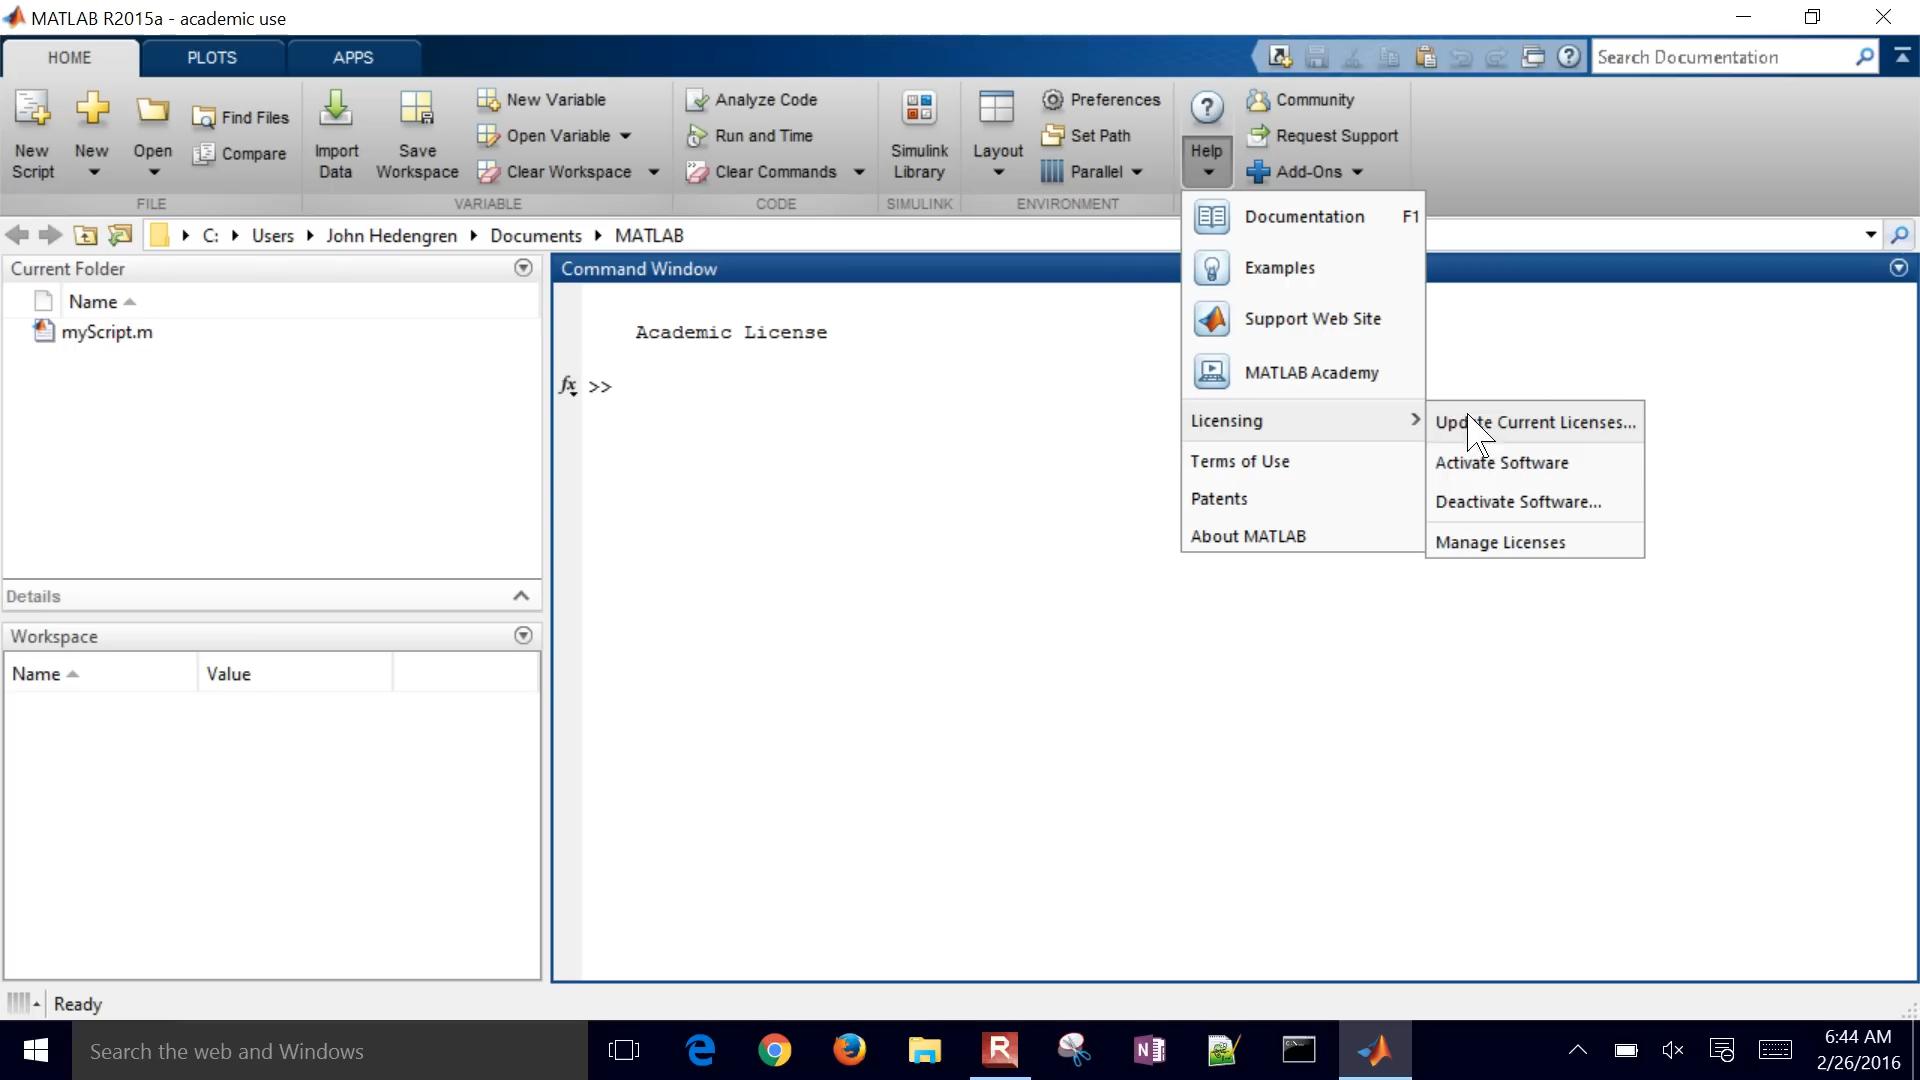 MATLAB R2015a - academic use
HOME PLOTS APPS
Search Documentation
New Script
New
Open
Find Files
Compare
FILE
Import Data
Save Workspace
New Variable
Open Variable
Clear Workspace
VARIABLE
Analyze Code
Run and Time
Clear Commands
CODE
Simulink Library
SIMULINK
Layout
Preferences
Set Path
Parallel
ENVIRONMENT
Help
Community
Request Support
Add-Ons
C: Users John Hedengren Documents MATLAB
Current Folder
Name
myScript.m
Details
Workspace
Name Value
Command Window
Academic License
fx >>
Documentation F1
Examples
Support Web Site
MATLAB Academy
Licensing
Terms of Use
Patents
About MATLAB
Update Current Licenses...
Activate Software
Deactivate Software...
Manage Licenses
Ready
Search the web and Windows
6:44 AM
2/26/2016